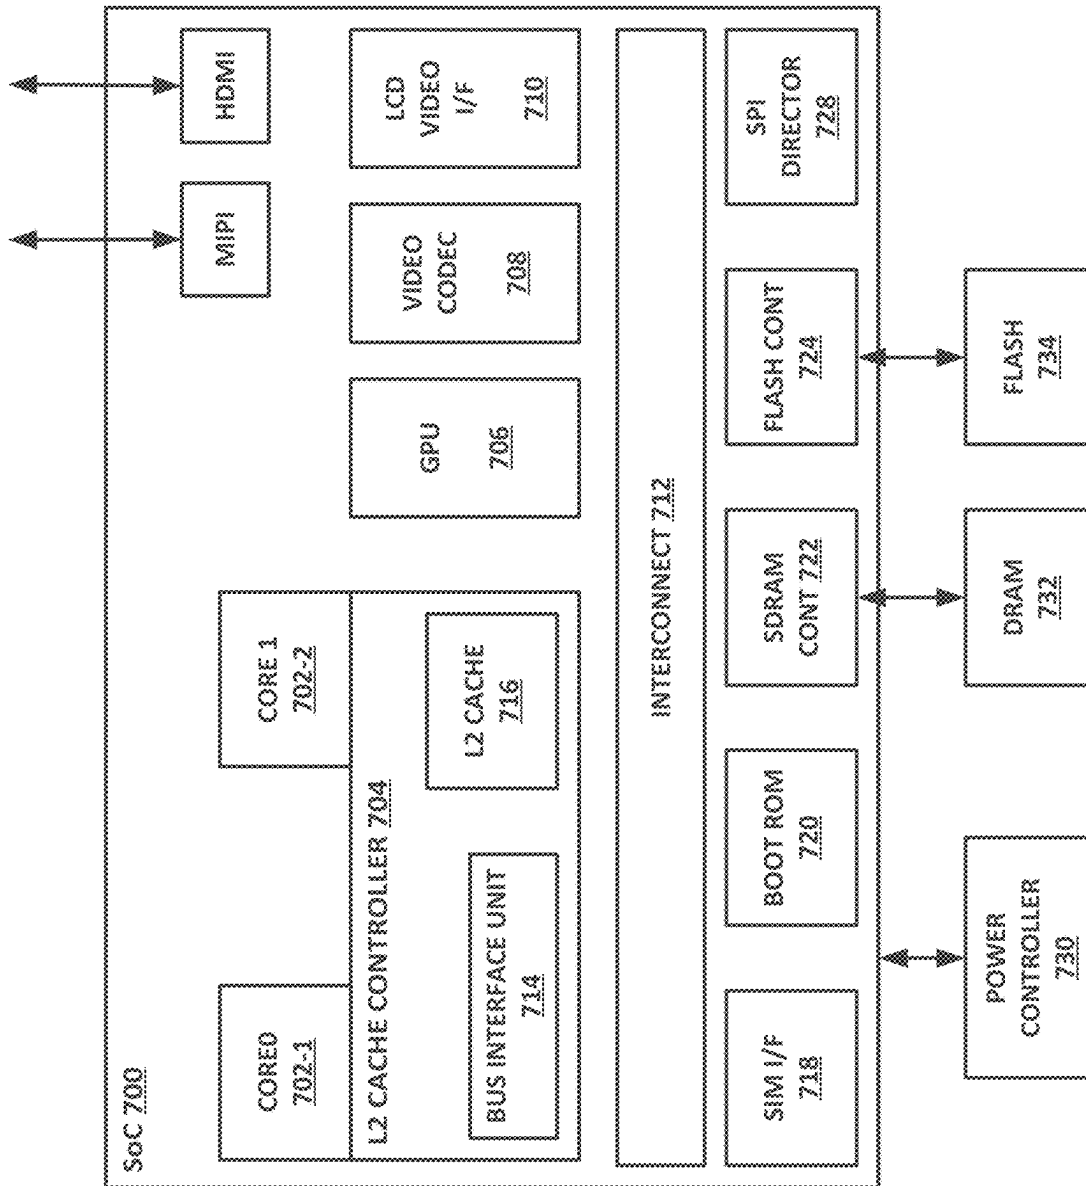 SoC 700
CORE0
702-1
CORE 1
702-2
L2 CACHE CONTROLLER 704
BUS INTERFACE UNIT
714
L2 CACHE
716
GPU
706
VIDEO
CODEC
708
LCD
VIDEO
I/F
710
MIPI
HDMI
INTERCONNECT 712
SIM I/F
718
BOOT ROM
720
SDRAM
CONT 722
FLASH CONT
724
SPI
DIRECTOR
728
POWER
CONTROLLER
730
DRAM
732
FLASH
734